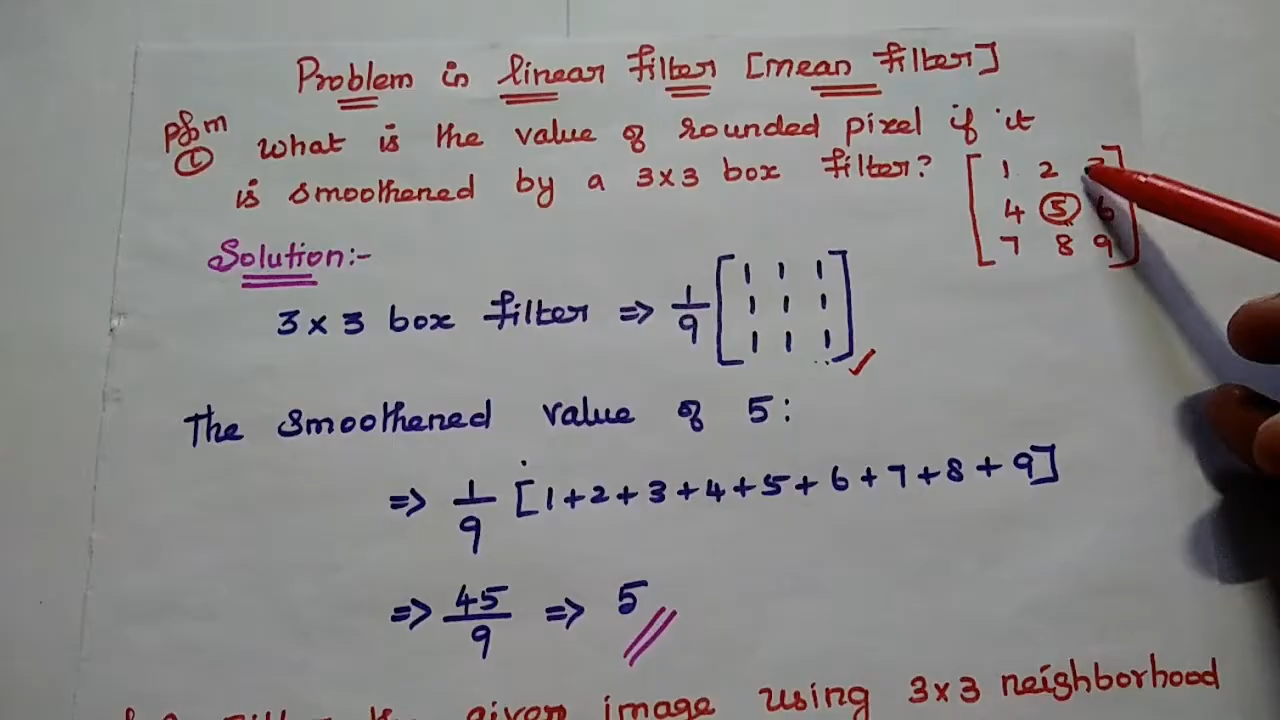 Problem in linear filter [mean filter]
pbm ① What is the value of rounded pixel if it
is smoothened by a 3x3 box filter?
[1 2
4 5 6
7 8 9]
Solution:-
3 x 3 box filter => 1/9 [1 1 1
1 1 1
1 1 1] ✓
The smoothened value of 5:
=> 1/9 [1+2+3+4+5+6+7+8+9]
=> 45/9 => 5 //
given image using 3x3 neighborhood